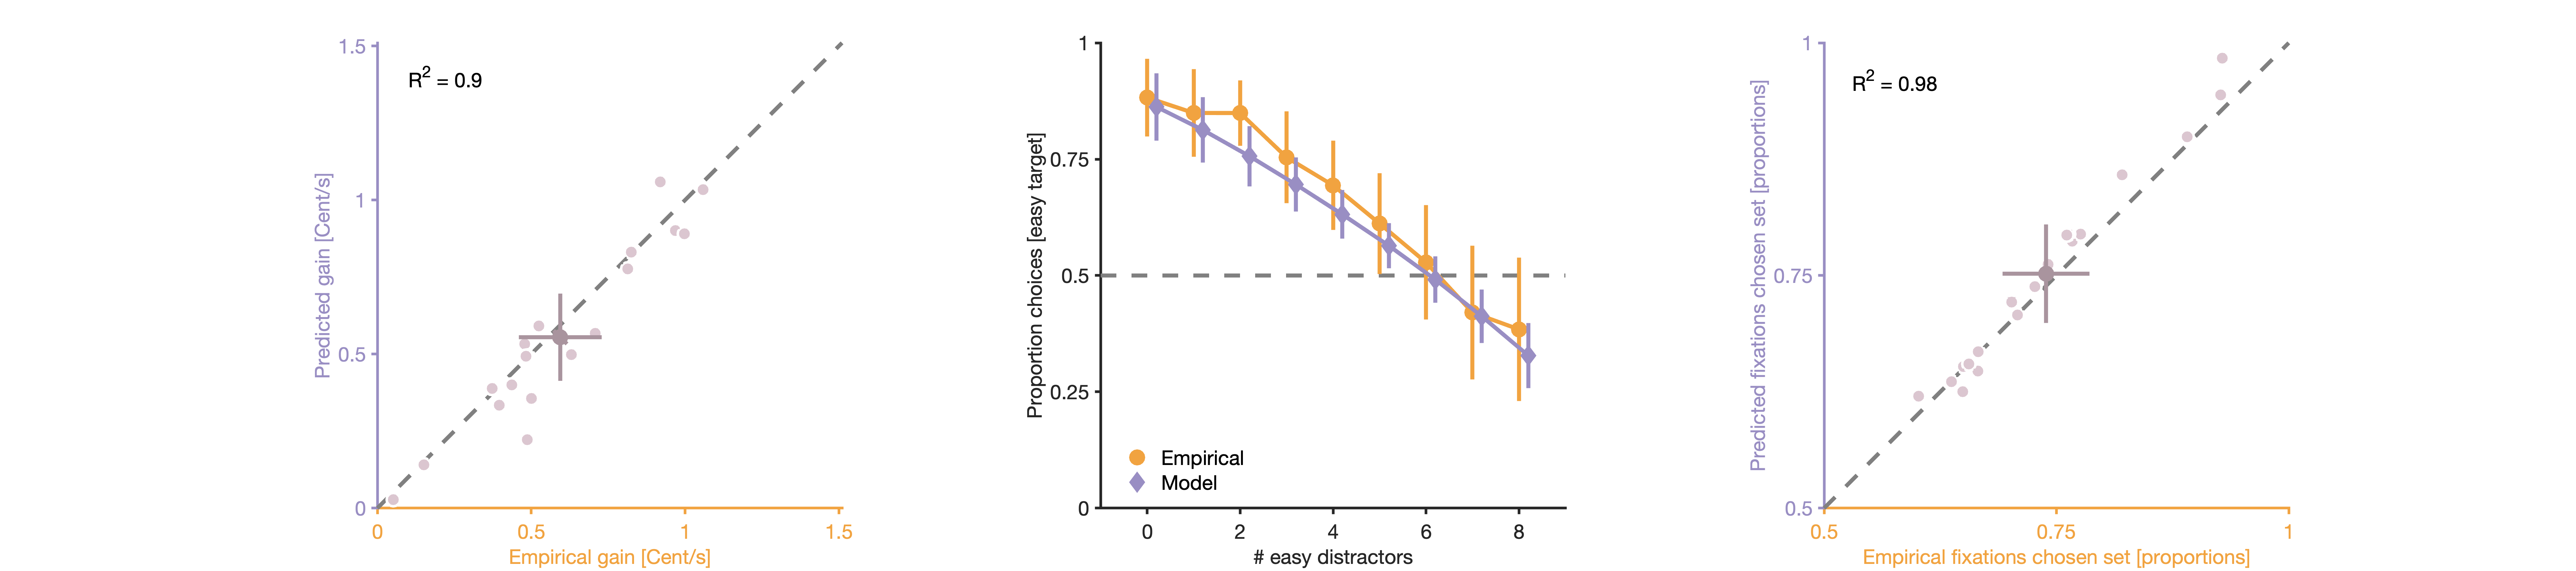 1.5
R² = 0.9
1
0.5
0
0
0.5
1
1.5
Predicted gain [Cent/s]
Empirical gain [Cent/s]
1
0.75
0.5
0.25
0
Proportion choices [easy target]
Empirical
Model
0
2
4
6
8
# easy distractors
1
R² = 0.98
0.75
0.5
0.5
0.75
1
Predicted fixations chosen set [proportions]
Empirical fixations chosen set [proportions]